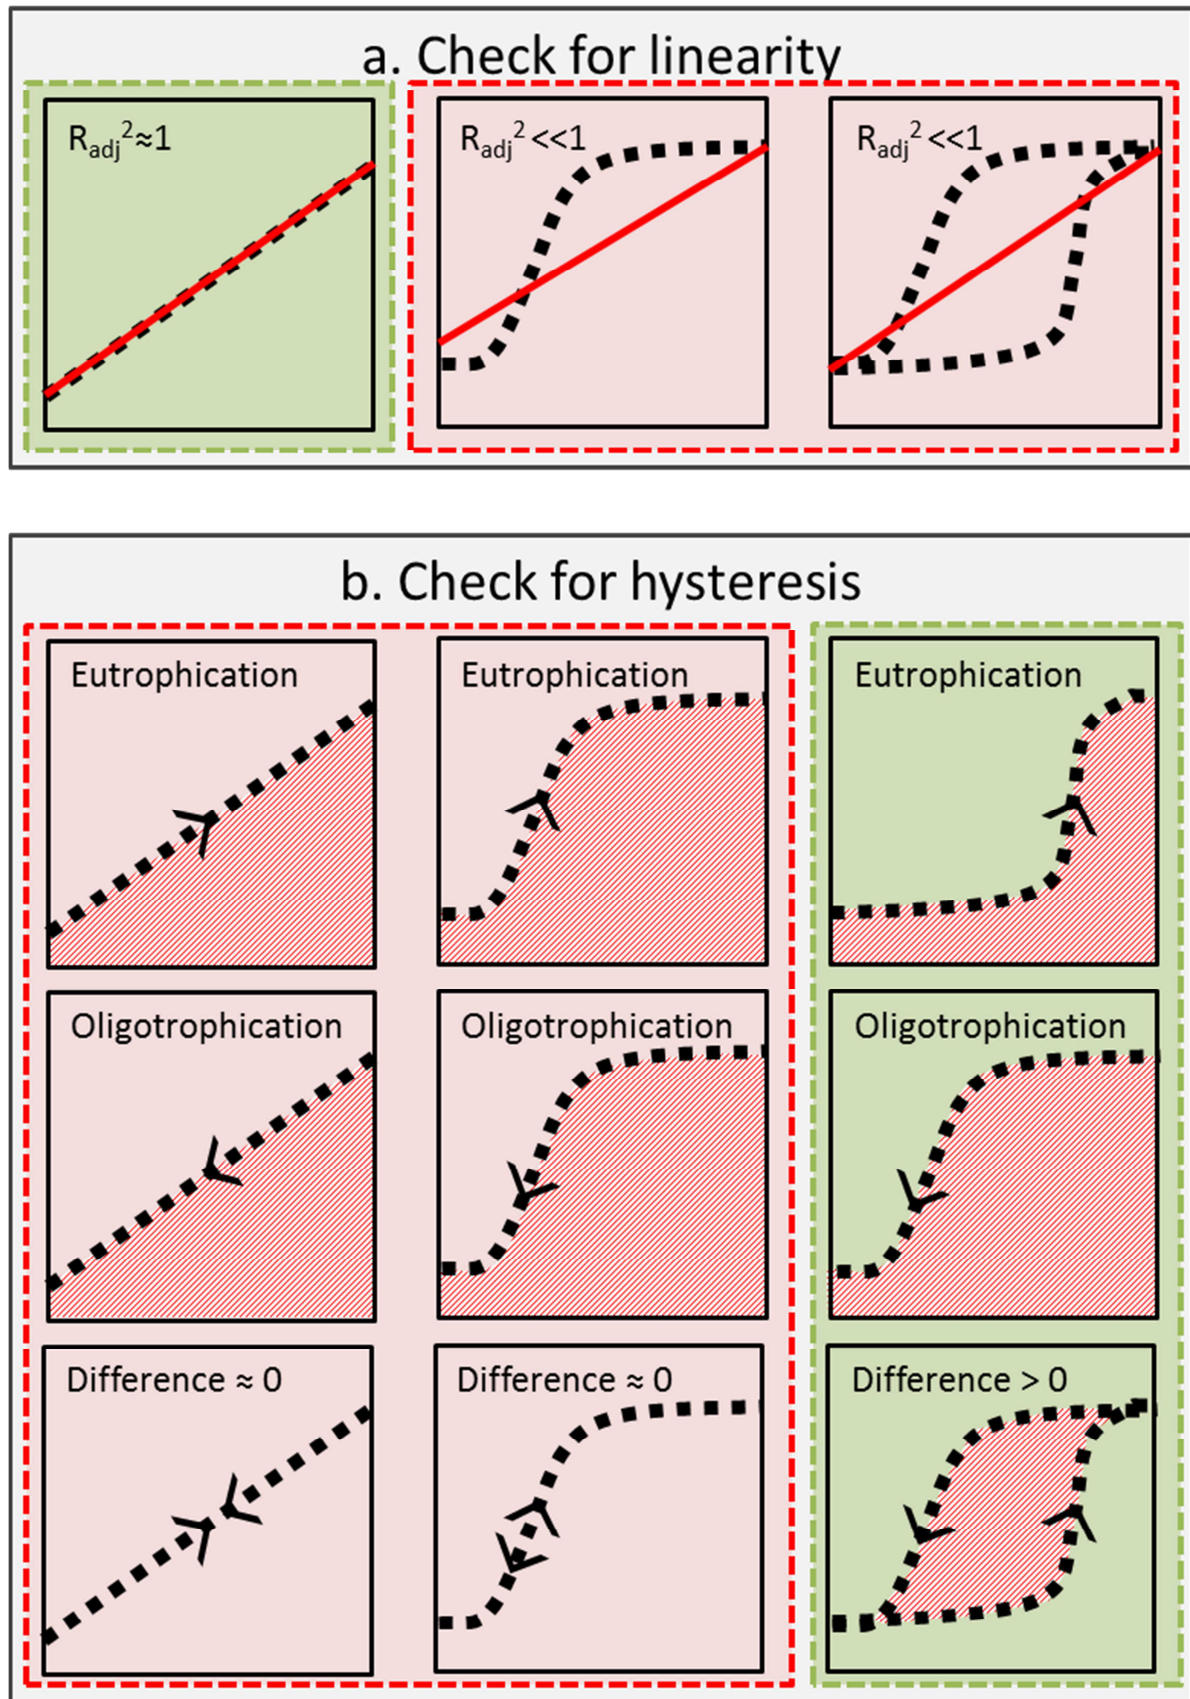 a. Check for linearity
Radj²≈1
Radj²<<1
Radj²<<1
b. Check for hysteresis
Eutrophication
Eutrophication
Eutrophication
Oligotrophication
Oligotrophication
Oligotrophication
Difference ≈ 0
Difference ≈ 0
Difference > 0